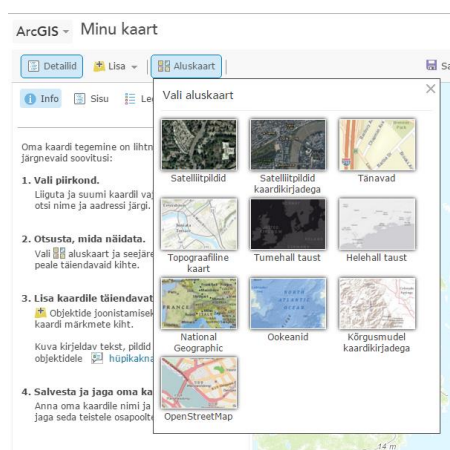 ArcGIS Minu kaart
Detailid Lisa Aluskaart
Info Sisu
Vali aluskaart
Oma kaardi tegemine on lihtn
järgnevaid soovitusi:
1. Vali piirkond.
Liiguta ja suumi kaardil vaj
otsi nime ja aadressi järgi.
2. Otsusta, mida näidata.
Vali aluskaart ja seejäre
peale täiendavaid kihte.
3. Lisa kaardile täiendavat
Objektide joonistamisek
kaardi märkmete kiht.
Kuva kirjeldav tekst, pildid
objektidele hüpikakna
4. Salvesta ja jaga oma ka
Anna oma kaardile nimi ja
jaga seda teistele osapoolte
Satelliitpildid
Satelliitpildid
kaardikirjadega
Tänavad
Topograafiline
kaart
Tumehall taust
Helehall taust
National
Geographic
Ookeanid
Kõrgusmudel
kaardikirjadega
OpenStreetMap
14 m